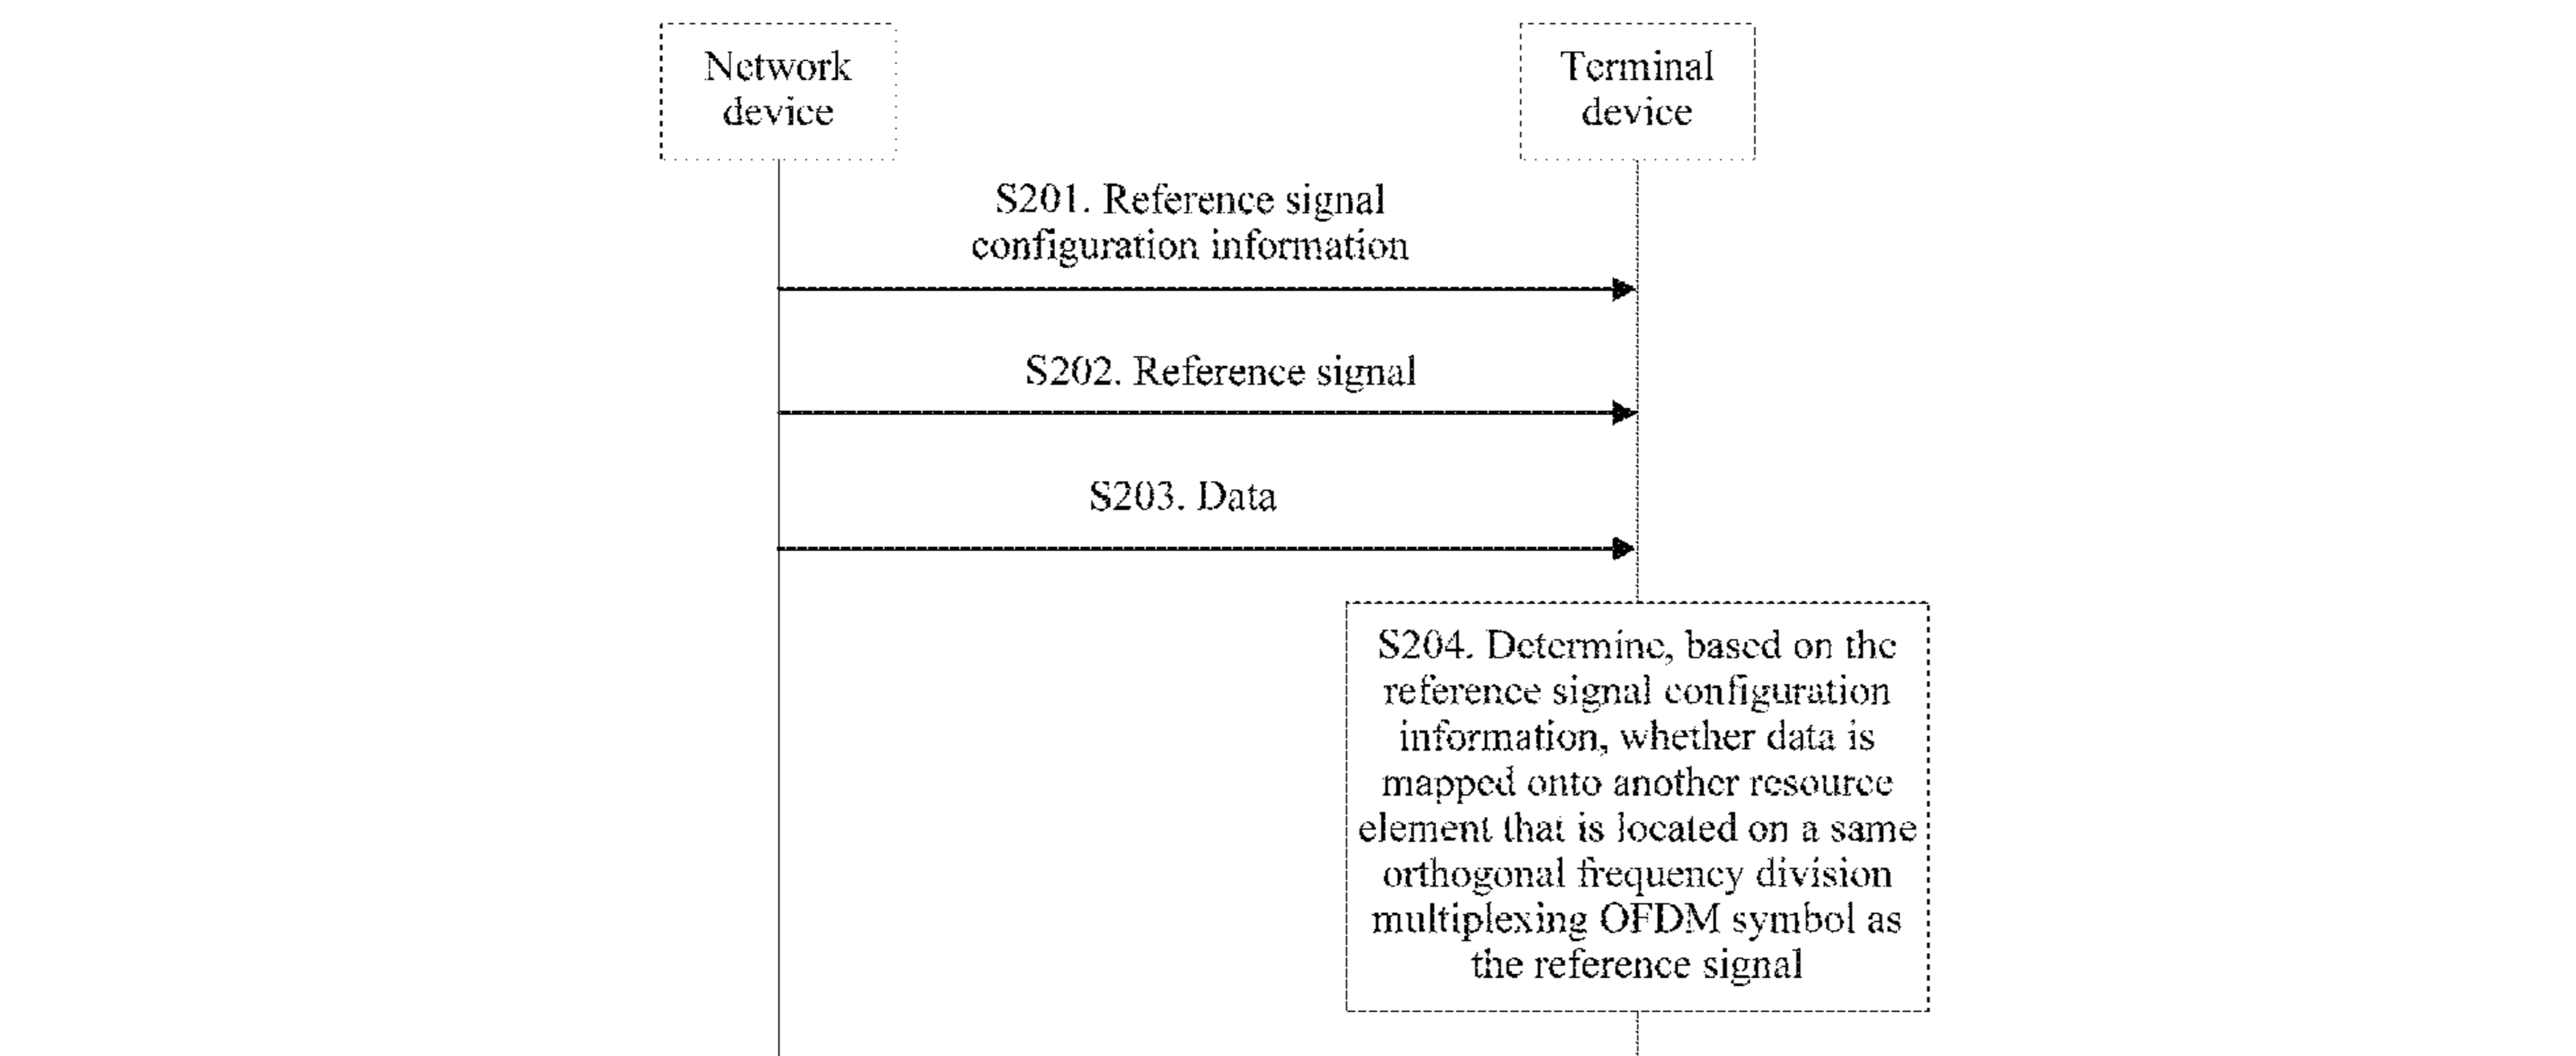 Network
device
Terminal
device
S201. Reference signal
configuration information
S202. Reference signal
S203. Data
S204. Determine, based on the
reference signal configuration
information, whether data is
mapped onto another resource
element that is located on a same
orthogonal frequency division
multiplexing OFDM symbol as
the reference signal